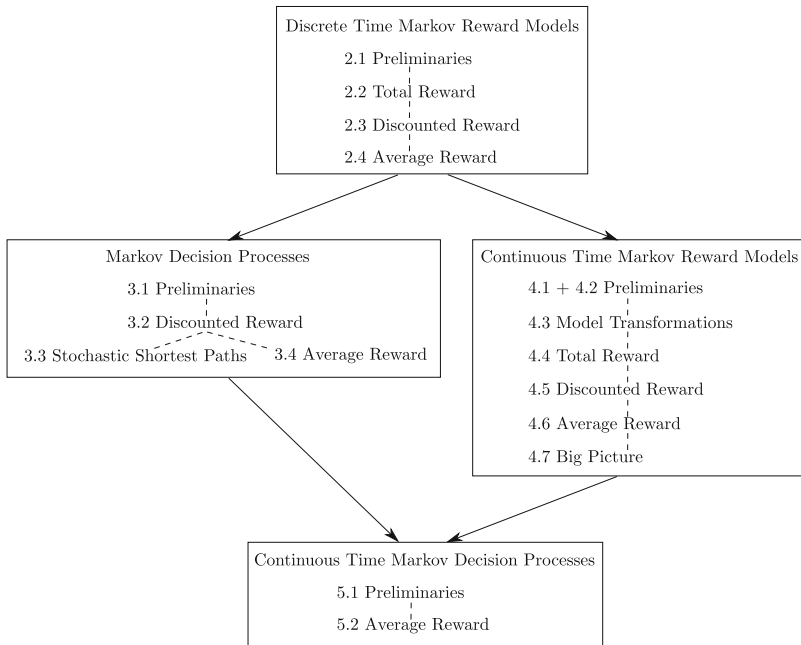 Discrete Time Markov Reward Models
2.1 Preliminaries
2.2 Total Reward
2.3 Discounted Reward
2.4 Average Reward
Markov Decision Processes
3.1 Preliminaries
3.2 Discounted Reward
3.3 Stochastic Shortest Paths
3.4 Average Reward
Continuous Time Markov Reward Models
4.1 + 4.2 Preliminaries
4.3 Model Transformations
4.4 Total Reward
4.5 Discounted Reward
4.6 Average Reward
4.7 Big Picture
Continuous Time Markov Decision Processes
5.1 Preliminaries
5.2 Average Reward